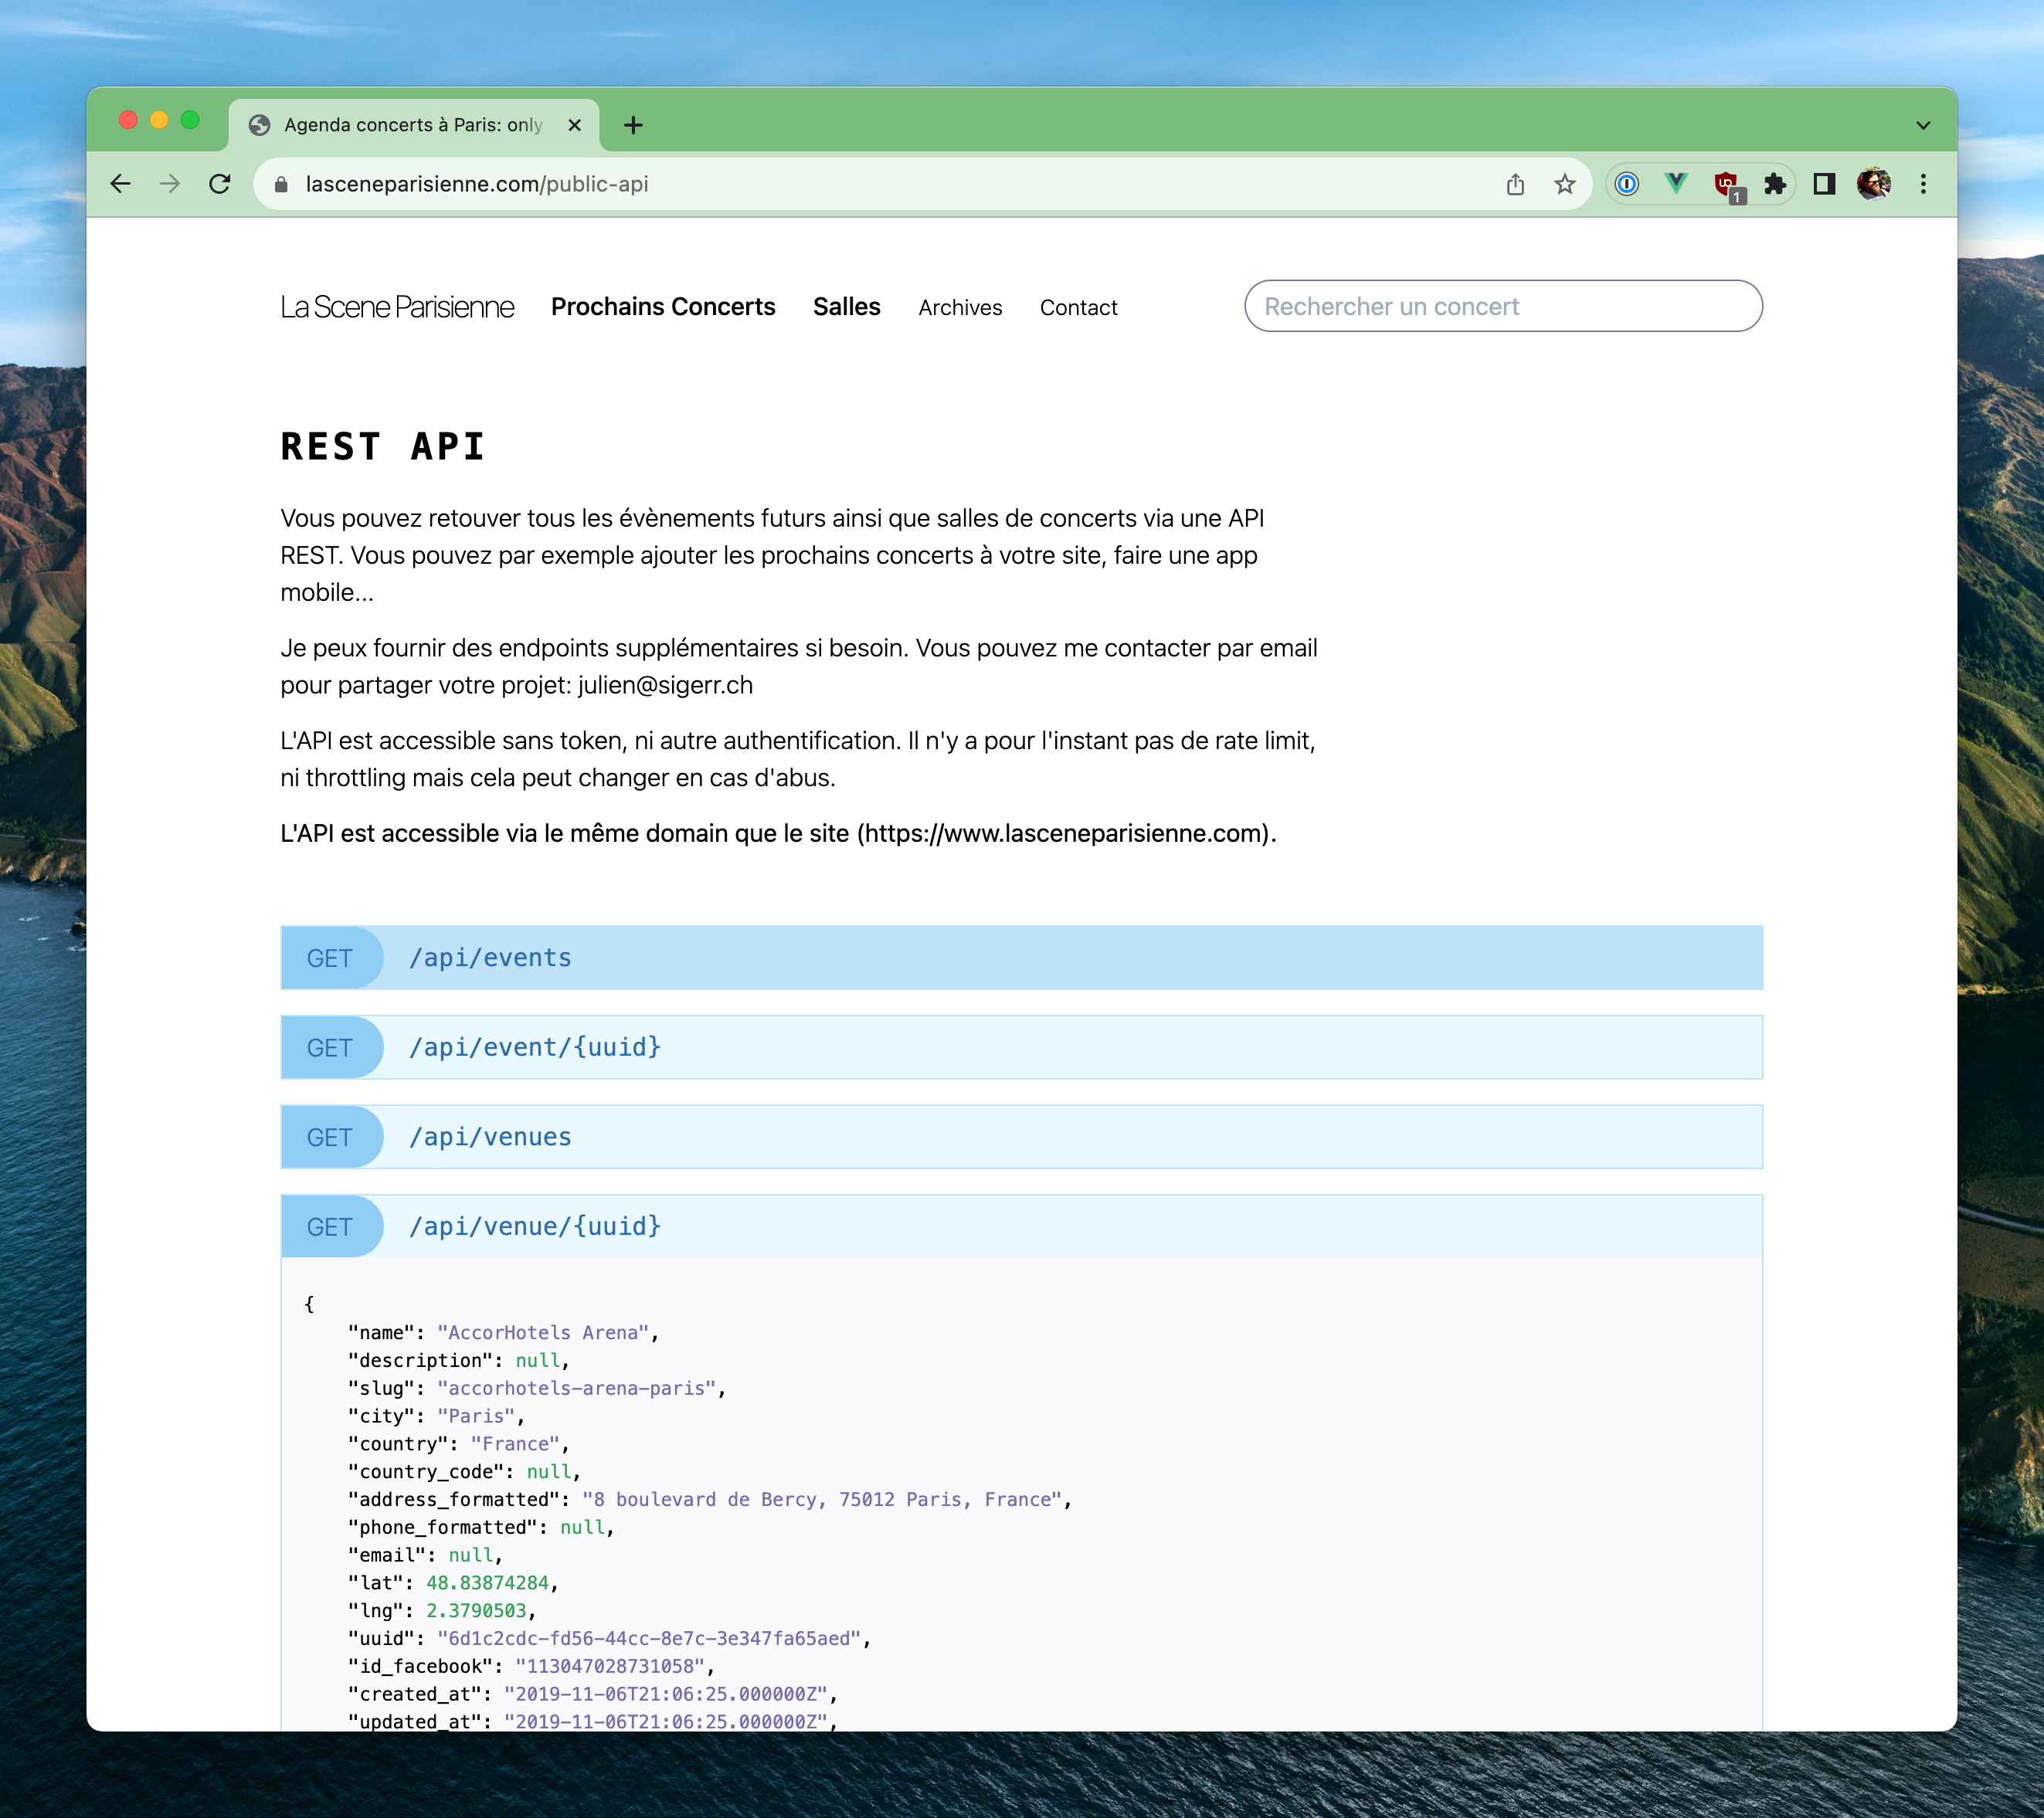 Agenda concerts à Paris: only
lasceneparisienne.com/public-api
1
La Scene Parisienne Prochains Concerts Salles Archives Contact Rechercher un concert
REST API
Vous pouvez retouver tous les évènements futurs ainsi que salles de concerts via une API
REST. Vous pouvez par exemple ajouter les prochains concerts à votre site, faire une app
mobile...
Je peux fournir des endpoints supplémentaires si besoin. Vous pouvez me contacter par email
pour partager votre projet: julien@sigerr.ch
L'API est accessible sans token, ni autre authentification. Il n'y a pour l'instant pas de rate limit,
ni throttling mais cela peut changer en cas d'abus.
L'API est accessible via le même domain que le site (https://www.lasceneparisienne.com).
GET /api/events
GET /api/event/{uuid}
GET /api/venues
GET /api/venue/{uuid}
{
"name": "AccorHotels Arena",
"description": null,
"slug": "accorhotels-arena-paris",
"city": "Paris",
"country": "France",
"country_code": null,
"address_formatted": "8 boulevard de Bercy, 75012 Paris, France",
"phone_formatted": null,
"email": null,
"lat": 48.83874284,
"lng": 2.3790503,
"uuid": "6d1c2cdc-fd56-44cc-8e7c-3e347fa65aed",
"id_facebook": "113047028731058",
"created_at": "2019-11-06T21:06:25.000000Z",
"updated_at": "2019-11-06T21:06:25.000000Z",